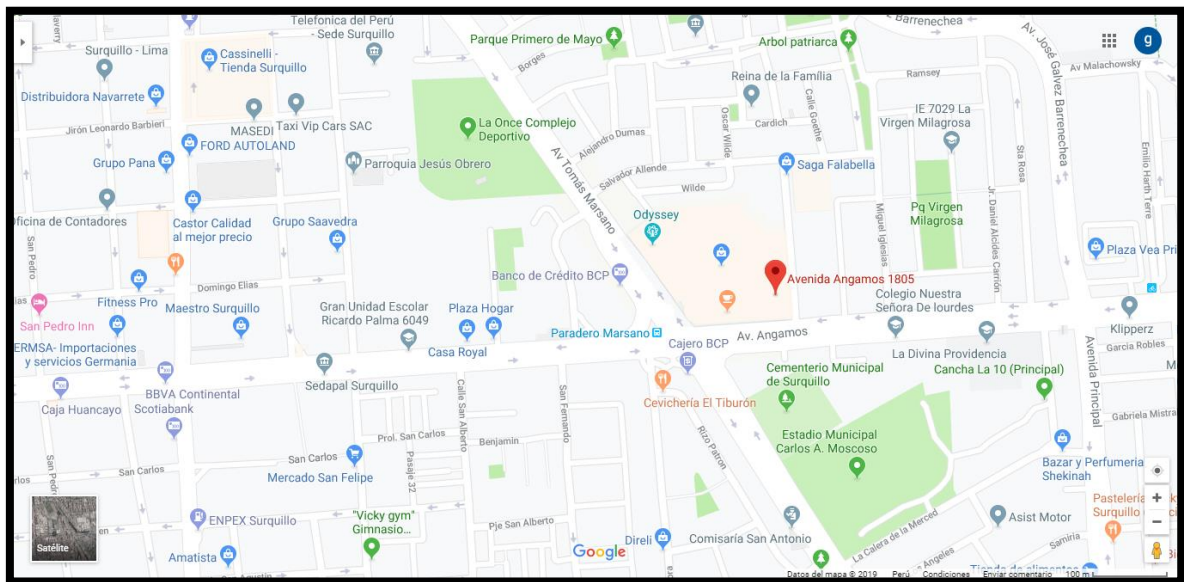 Telefonica del Perú
- Sede Surquillo
Surquillo - Lima
Cassinelli -
Tienda Surquillo
Distribuidora Navarrete
Jirón Leonardo Barbieri
MASEDI
Taxi Vip Cars SAC
FORD AUTOLAND
Grupo Pana
Parroquia Jesús Obrero
La Once Complejo
Deportivo
Parque Primero de Mayo
Borges
Arbol patriarca
Barrenechea
Av. José Galvez Barrenechea
g
Av Malachowsky
Ramsey
Reina de la Família
Calle Goethe
Oscar Wilde
Cardich
IE 7029 La
Virgen Milagrosa
Sta Rosa
Emilio Harth Terre
Alejandro Dumas
Av Tomás Marsano
Salvador Allende
Saga Falabella
Wilde
Odyssey
Miguel Iglesias
Pq Virgen
Milagrosa
Jr. Daniel Alcides Carrión
Oficina de Contadores
San Pedro
Castor Calidad
al mejor precio
Grupo Saavedra
Banco de Crédito BCP
Avenida Angamos 1805
Plaza Vea Pri
Fitness Pro
Domingo Elias
San Pedro Inn
Maestro Surquillo
Gran Unidad Escolar
Ricardo Palma 6049
Plaza Hogar
Casa Royal
Paradero Marsano
Av. Angamos
Colegio Nuestra
Señora De lourdes
Klipperz
Garcia Robles
ERMSA- Importaciones
y servicios Germania
Sedapal Surquillo
Cajero BCP
La Divina Providencia
Cancha La 10 (Principal)
Avenida Principal
BBVA Continental
Caja Huancayo
Scotiabank
Calle San Alberto
San Fernando
Cevichería El Tiburón
Cementerio Municipal
de Surquillo
Gabriela Mistra
Prol. San Carlos
Benjamin
Rizo Patron
Estadio Municipal
Carlos A. Moscoso
San Carlos
San Carlos
Mercado San Felipe
Pasaje 32
Bazar y Perfumeria
Shekinah
San Pedro
Satélite
ENPEX Surquillo
"Vicky gym"
Gimnasio...
Pje San Alberto
Google
Direli
Comisaría San Antonio
La Calera de la Merced
Asist Motor
Samiria
Amatista
Datos del mapa © 2019 Perú Condiciones Enviar comentario 100 m